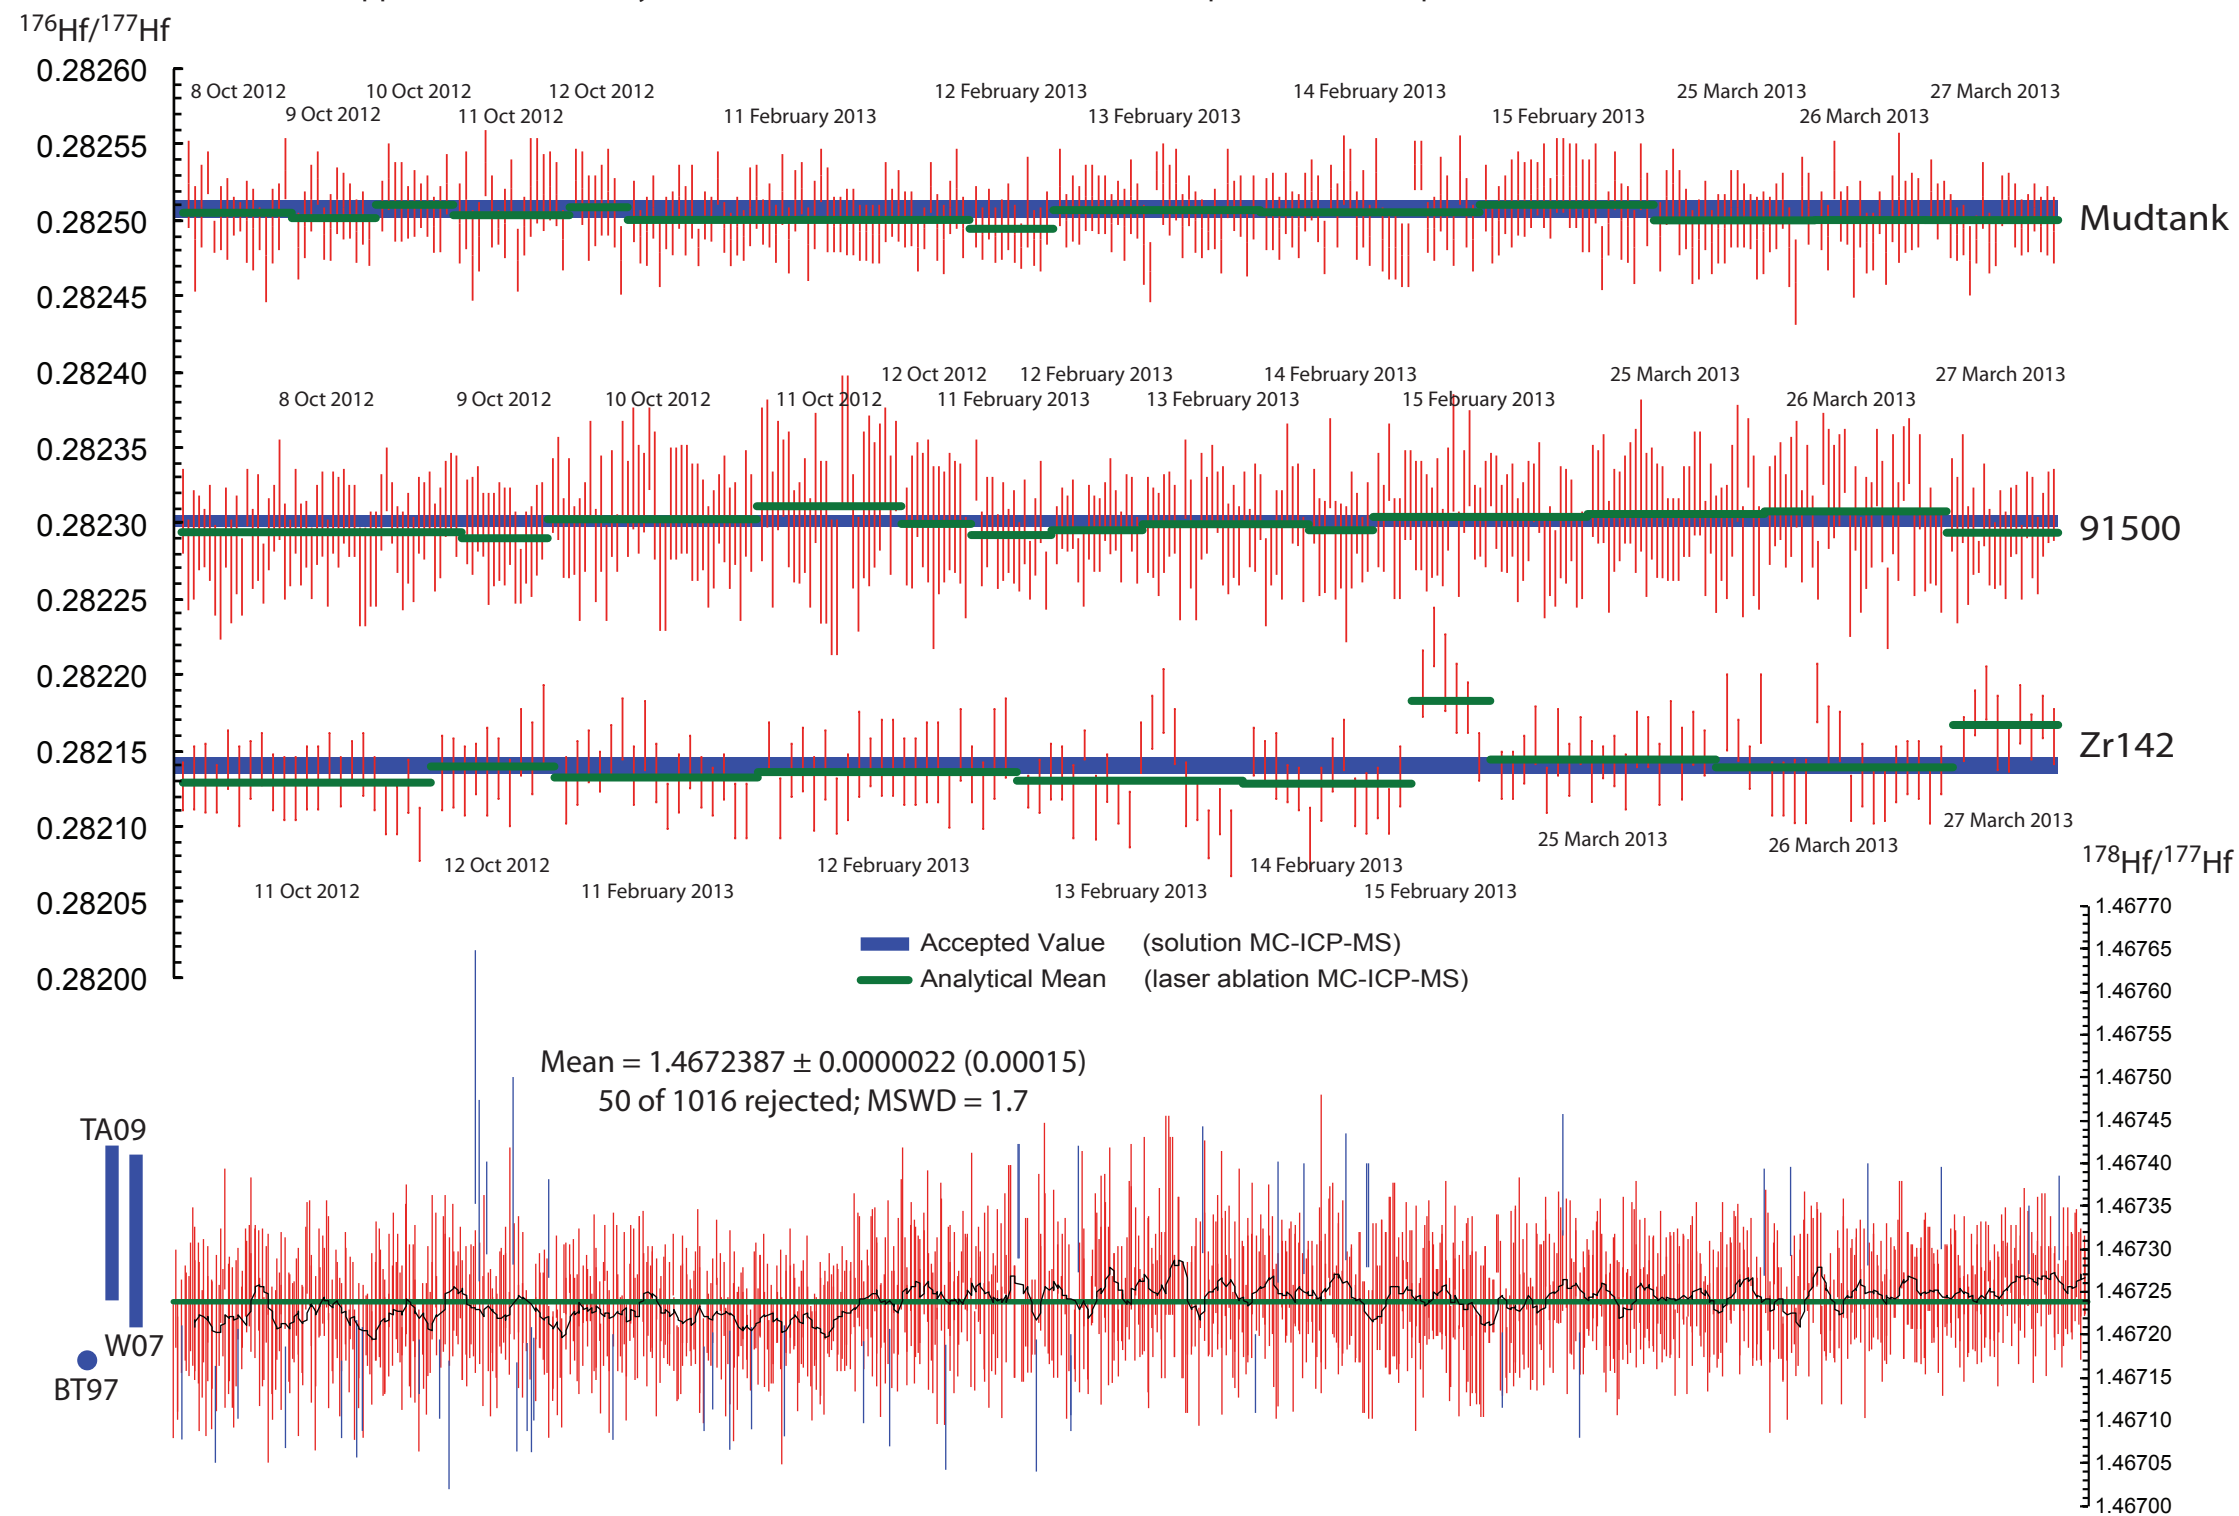 176Hf/177Hf
0.28260
0.28255
0.28250
0.28245
0.28240
0.28235
0.28230
0.28225
0.28220
0.28215
0.28210
0.28205
0.28200
8 Oct 2012
10 Oct 2012
12 Oct 2012
12 February 2013
14 February 2013
25 March 2013
27 March 2013
9 Oct 2012
11 Oct 2012
11 February 2013
13 February 2013
15 February 2013
26 March 2013
Mudtank
12 Oct 2012
12 February 2013
14 February 2013
25 March 2013
27 March 2013
8 Oct 2012
9 Oct 2012
10 Oct 2012
11 Oct 2012
11 February 2013
13 February 2013
15 February 2013
26 March 2013
91500
Zr142
27 March 2013
25 March 2013
26 March 2013
12 Oct 2012
12 February 2013
14 February 2013
11 Oct 2012
11 February 2013
13 February 2013
15 February 2013
178Hf/177Hf
Accepted Value (solution MC-ICP-MS)
Analytical Mean (laser ablation MC-ICP-MS)
Mean = 1.4672387 ± 0.0000022 (0.00015)
50 of 1016 rejected; MSWD = 1.7
TA09
W07
BT97
1.46770
1.46765
1.46760
1.46755
1.46750
1.46745
1.46740
1.46735
1.46730
1.46725
1.46720
1.46715
1.46710
1.46705
1.46700